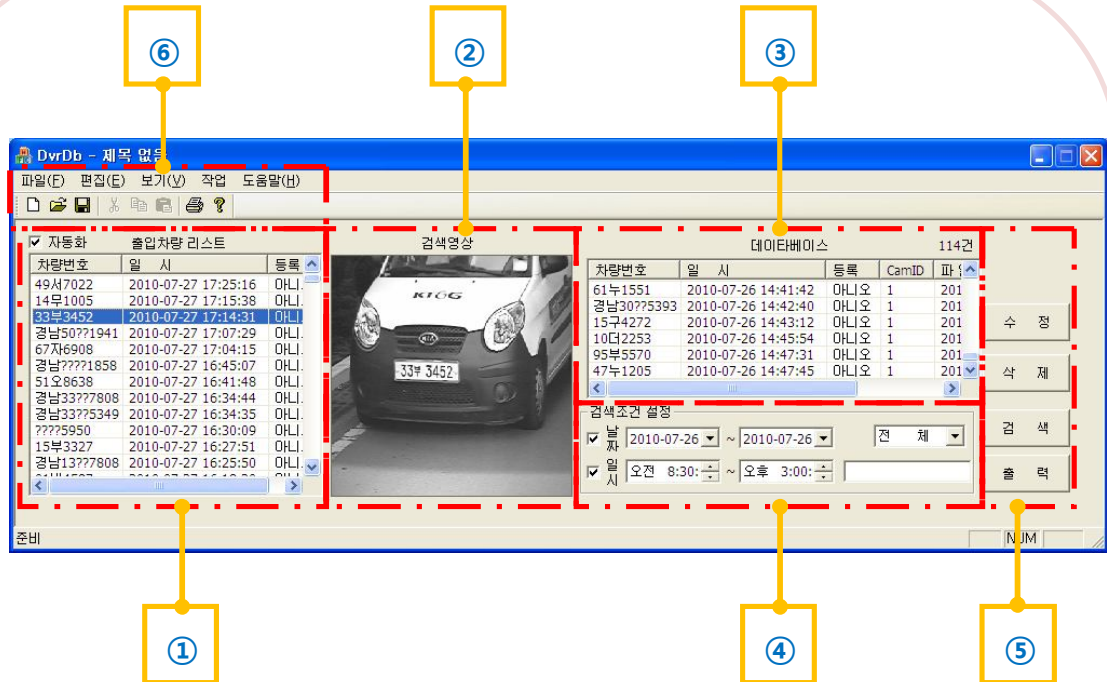 ⑥ ② ③
DvrDb - 제목 없음
파일(F) 편집(E) 보기(V) 작업 도움말(H)
자동화 출입차량 리스트
차량번호 일 시 등록
49서7022 2010-07-27 17:25:16 아니
14무1005 2010-07-27 17:15:38 아니
33부3452 2010-07-27 17:14:31 아니
경남50??1941 2010-07-27 17:07:29 아니
67자6908 2010-07-27 17:04:15 아니
경남????1858 2010-07-27 16:45:07 아니
51오8638 2010-07-27 16:41:48 아니
경남33??7808 2010-07-27 16:34:44 아니
경남33??5349 2010-07-27 16:34:35 아니
????5950 2010-07-27 16:30:09 아니
15부3327 2010-07-27 16:27:51 아니
경남13??7808 2010-07-27 16:25:50 아니
검색영상
KIGG
KIA
33부 3452
데이타베이스 114건
차량번호 일 시 등록 CamID 파
61누1551 2010-07-26 14:41:42 아니오 1 201
경남30??5393 2010-07-26 14:42:40 아니오 1 201
15구4272 2010-07-26 14:43:12 아니오 1 201
10더2253 2010-07-26 14:45:54 아니오 1 201
95부5570 2010-07-26 14:47:31 아니오 1 201
47누1205 2010-07-26 14:47:45 아니오 1 201
검색조건 설정
날짜 2010-07-26 ~ 2010-07-26 전 체
일시 오전 8:30: ~ 오후 3:00:
수 정
삭 제
검 색
출 력
준비 NUM
① ④ ⑤